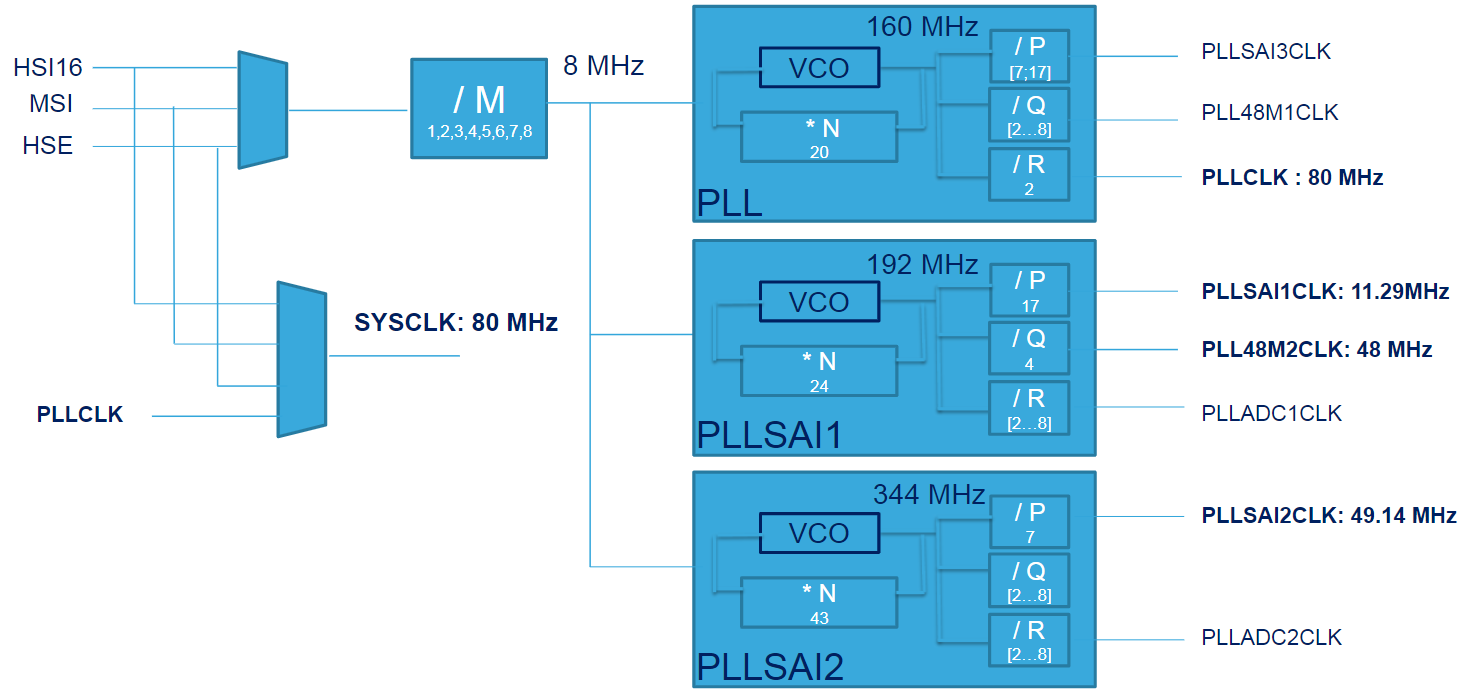 HSI16
MSI
HSE
/ M
1,2,3,4,5,6,7,8
8 MHz
SYSCLK: 80 MHz
PLLCLK
160 MHz
VCO
* N
20
/ P
[7;17]
/ Q
[2...8]
/ R
2
PLL
PLLSAI3CLK
PLL48M1CLK
PLLCLK : 80 MHz
192 MHz
VCO
* N
24
/ P
17
/ Q
4
/ R
[2...8]
PLLSAI1
PLLSAI1CLK: 11.29MHz
PLL48M2CLK: 48 MHz
PLLADC1CLK
344 MHz
VCO
* N
43
/ P
7
/ Q
[2...8]
/ R
[2...8]
PLLSAI2
PLLSAI2CLK: 49.14 MHz
PLLADC2CLK